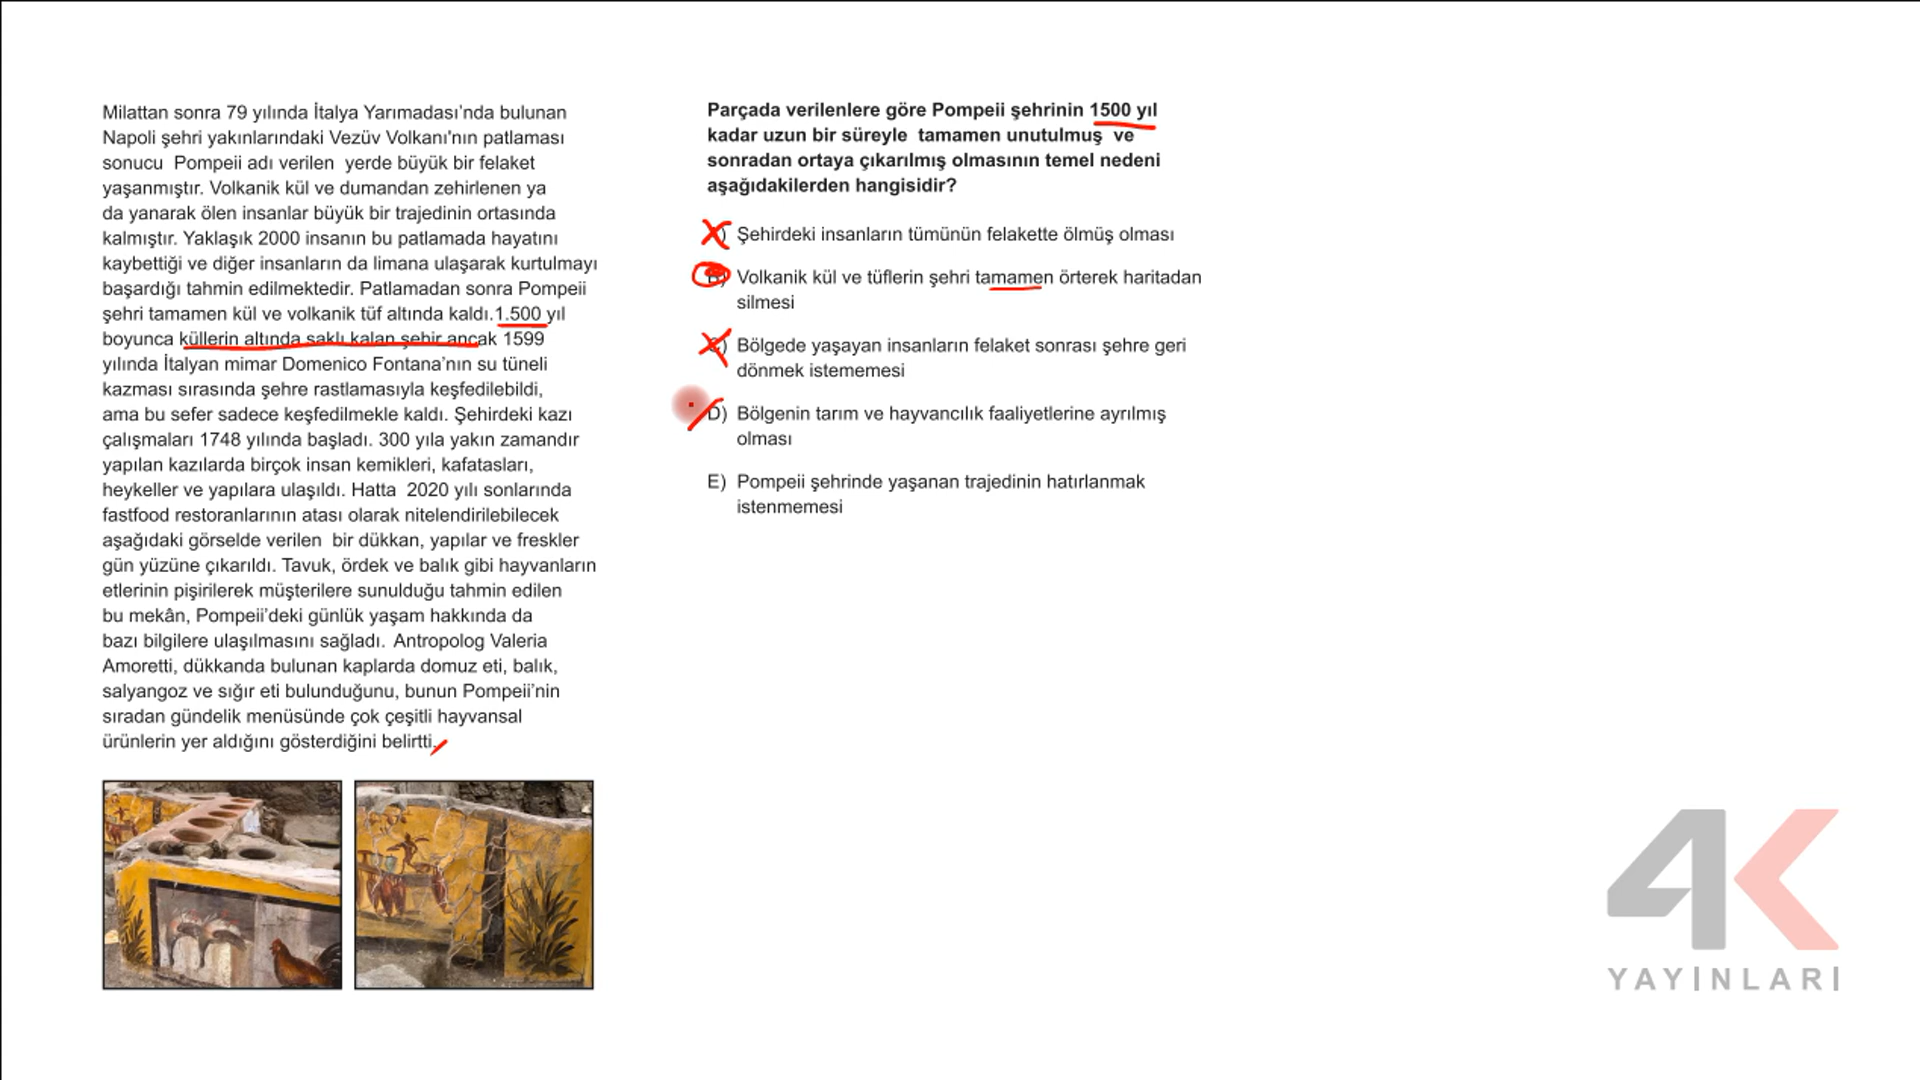 Milattan sonra 79 yılında İtalya Yarımadası'nda bulunan
Napoli şehri yakınlarındaki Vezüv Volkanı'nın patlaması
sonucu Pompeii adı verilen yerde büyük bir felaket
yaşanmıştır. Volkanik kül ve dumandan zehirlenen ya
da yanarak ölen insanlar büyük bir trajedinin ortasında
kalmıştır. Yaklaşık 2000 insanın bu patlamada hayatını
kaybettiği ve diğer insanların da limana ulaşarak kurtulmayı
başardığı tahmin edilmektedir. Patlamadan sonra Pompeii
şehri tamamen kül ve volkanik tüf altında kaldı.1.500 yıl
boyunca küllerin altında saklı kalan şehir ancak 1599
yılında İtalyan mimar Domenico Fontana'nın su tüneli
kazması sırasında şehre rastlamasıyla keşfedilebildi,
ama bu sefer sadece keşfedilmekle kaldı. Şehirdeki kazı
çalışmaları 1748 yılında başladı. 300 yıla yakın zamandır
yapılan kazılarda birçok insan kemikleri, kafatasları,
heykeller ve yapılara ulaşıldı. Hatta 2020 yılı sonlarında
fastfood restoranlarının atası olarak nitelendirilebilecek
aşağıdaki görselde verilen bir dükkan, yapılar ve freskler
gün yüzüne çıkarıldı. Tavuk, ördek ve balık gibi hayvanların
etlerinin pişirilerek müşterilere sunulduğu tahmin edilen
bu mekân, Pompeii'deki günlük yaşam hakkında da
bazı bilgilere ulaşılmasını sağladı. Antropolog Valeria
Amoretti, dükkanda bulunan kaplarda domuz eti, balık,
salyangoz ve sığır eti bulunduğunu, bunun Pompeii'nin
sıradan gündelik menüsünde çok çeşitli hayvansal
ürünlerin yer aldığını gösterdiğini belirtti.
Parçada verilenlere göre Pompeii şehrinin 1500 yıl
kadar uzun bir süreyle tamamen unutulmuş ve
sonradan ortaya çıkarılmış olmasının temel nedeni
aşağıdakilerden hangisidir?
Şehirdeki insanların tümünün felakette ölmüş olması
B) Volkanik kül ve tüflerin şehri tamamen örterek haritadan
silmesi
C) Bölgede yaşayan insanların felaket sonrası şehre geri
dönmek istememesi
D) Bölgenin tarım ve hayvancılık faaliyetlerine ayrılmış
olması
E) Pompeii şehrinde yaşanan trajedinin hatırlanmak
istenmemesi
4K
YAYINLARI